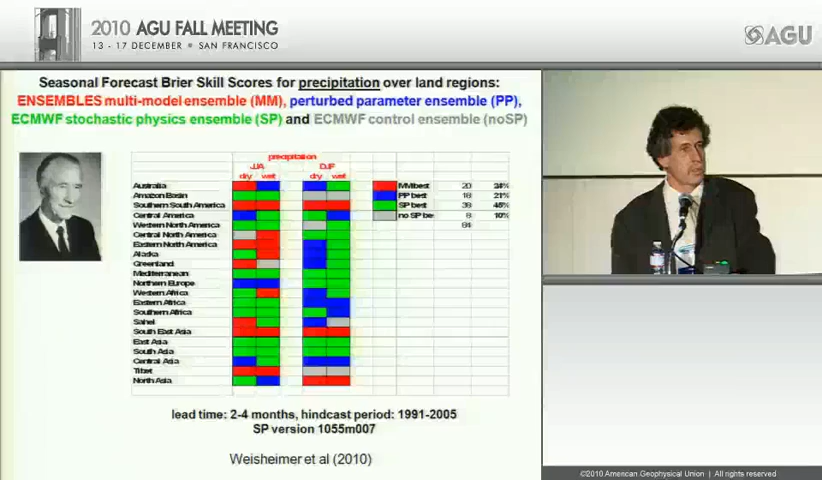 2010 AGU FALL MEETING
13 - 17 DECEMBER SAN FRANCISCO
AGU
Seasonal Forecast Brier Skill Scores for precipitation over land regions:
ENSEMBLES multi-model ensemble (MM), perturbed parameter ensemble (PP),
ECMWF stochastic physics ensemble (SP) and ECMWF control ensemble (noSP)
precipitation
JJA DJF
dry wet dry wet
Australia MM best 20 24%
Amazon Basin PP best 18 21%
Southern South America SP best 38 45%
Central America no SP be 8 10%
Western North America 84
Central North America
Eastern North America
Alaska
Greenland
Mediterranean
Northern Europe
Western Africa
Eastern Africa
Southern Africa
Sahel
South East Asia
East Asia
South Asia
Central Asia
Tibet
North Asia
lead time: 2-4 months, hindcast period: 1991-2005
SP version 1055m007
Weisheimer et al (2010)
©2010 American Geophysical Union | All rights reserved